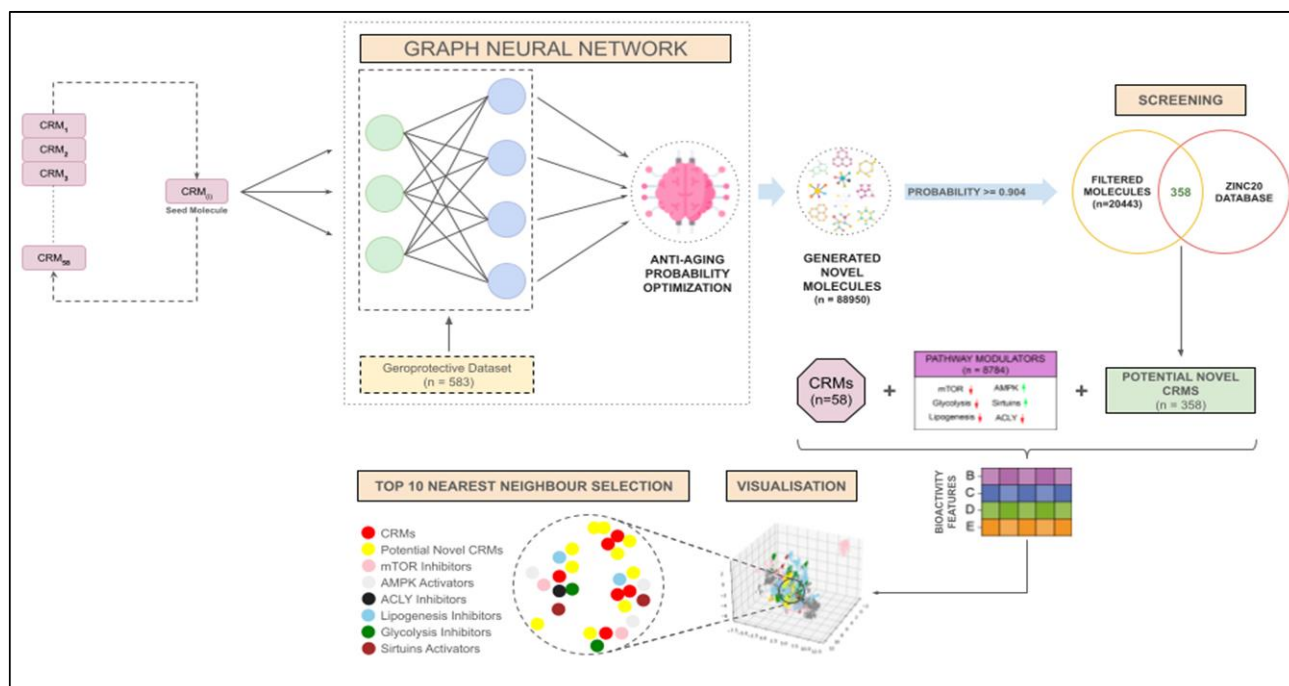 GRAPH NEURAL NETWORK
CRM1
CRM2
CRM3
CRM(i)
Seed Molecule
CRM58
Geroprotective Dataset
(n = 583)
ANTI-AGING
PROBABILITY
OPTIMIZATION
GENERATED
NOVEL
MOLECULES
(n = 88950)
PROBABILITY >= 0.904
SCREENING
FILTERED
MOLECULES
(n=20443)
358
ZINC20
DATABASE
CRMs
(n=58)
+
PATHWAY MODULATORS
(n = 8784)
mTOR
AMPK
Glycolysis
Sirtuins
Lipogenesis
ACLY
+
POTENTIAL NOVEL
CRMS
(n = 358)
BIOACTIVITY
FEATURES
B
C
D
E
TOP 10 NEAREST NEIGHBOUR SELECTION
VISUALISATION
CRMs
Potential Novel CRMs
mTOR Inhibitors
AMPK Activators
ACLY Inhibitors
Lipogenesis Inhibitors
Glycolysis Inhibitors
Sirtuins Activators